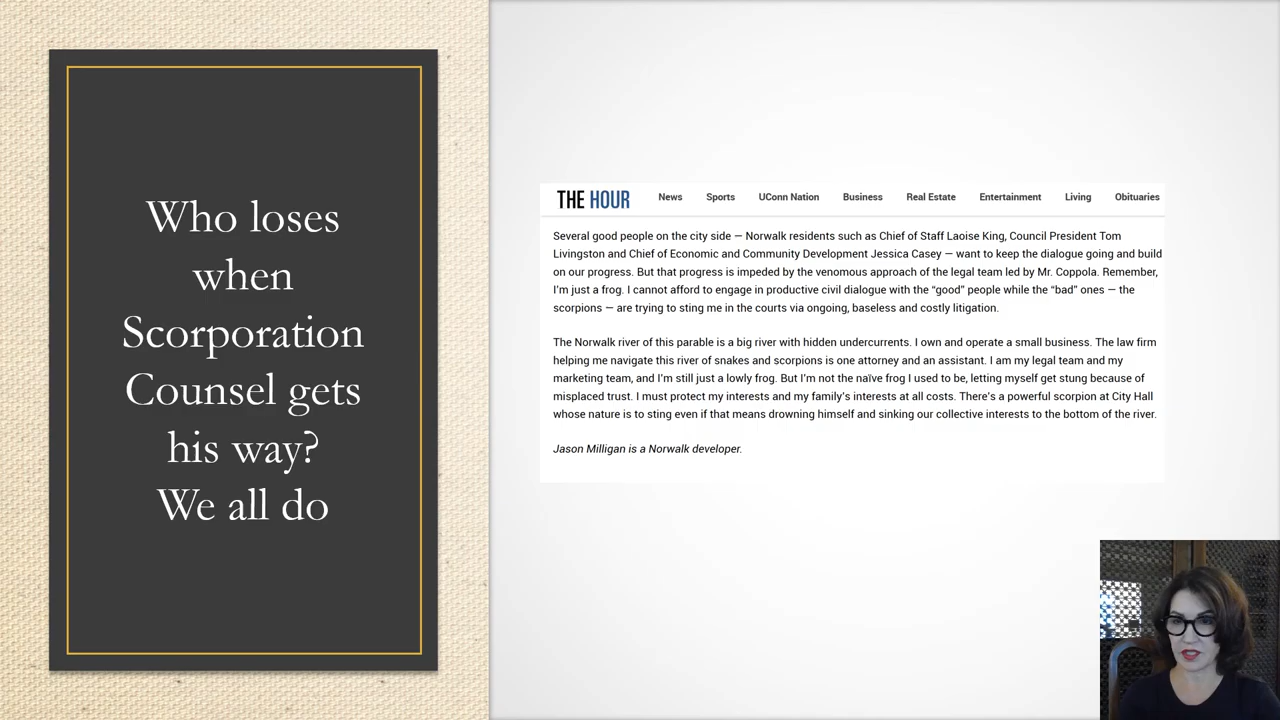 Who loses
when
Scorporation
Counsel gets
his way?
We all do
THE HOUR News Sports UConn Nation Business Real Estate Entertainment Living Obituaries
Several good people on the city side — Norwalk residents such as Chief of Staff Laoise King, Council President Tom
Livingston and Chief of Economic and Community Development Jessica Casey — want to keep the dialogue going and build
on our progress. But that progress is impeded by the venomous approach of the legal team led by Mr. Coppola. Remember,
I'm just a frog. I cannot afford to engage in productive civil dialogue with the “good” people while the “bad” ones — the
scorpions — are trying to sting me in the courts via ongoing, baseless and costly litigation.
The Norwalk river of this parable is a big river with hidden undercurrents. I own and operate a small business. The law firm
helping me navigate this river of snakes and scorpions is one attorney and an assistant. I am my legal team and my
marketing team, and I'm still just a lowly frog. But I'm not the naïve frog I used to be, letting myself get stung because of
misplaced trust. I must protect my interests and my family's interests at all costs. There's a powerful scorpion at City Hall
whose nature is to sting even if that means drowning himself and sinking our collective interests to the bottom of the river.
Jason Milligan is a Norwalk developer.